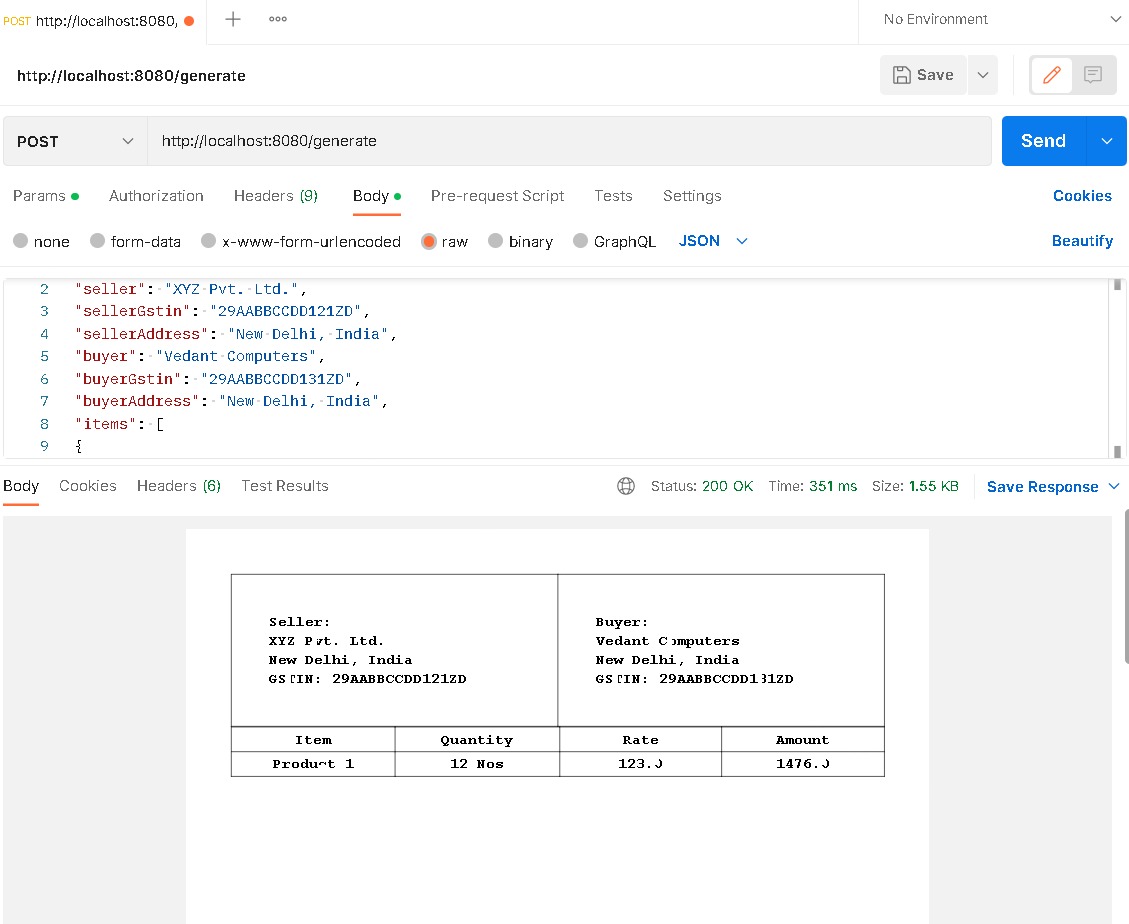 POST http://localhost:8080, No Environment
http://localhost:8080/generate Save
POST http://localhost:8080/generate Send
Params Authorization Headers (9) Body Pre-request Script Tests Settings Cookies
none form-data x-www-form-urlencoded raw binary GraphQL JSON Beautify
2 "seller": "XYZ Pvt. Ltd.",
3 "sellerGstin": "29AABBCCDD121ZD",
4 "sellerAddress": "New Delhi, India",
5 "buyer": "Vedant Computers",
6 "buyerGstin": "29AABBCCDD131ZD",
7 "buyerAddress": "New Delhi, India",
8 "items": [
9 {
Body Cookies Headers (6) Test Results Status: 200 OK Time: 351 ms Size: 1.55 KB Save Response
Seller:
XYZ Pvt. Ltd.
New Delhi, India
GSTIN: 29AABBCCDD121ZD
Buyer:
Vedant Computers
New Delhi, India
GSTIN: 29AABBCCDD131ZD
Item Quantity Rate Amount
Product 1 12 Nos 123.0 1476.0